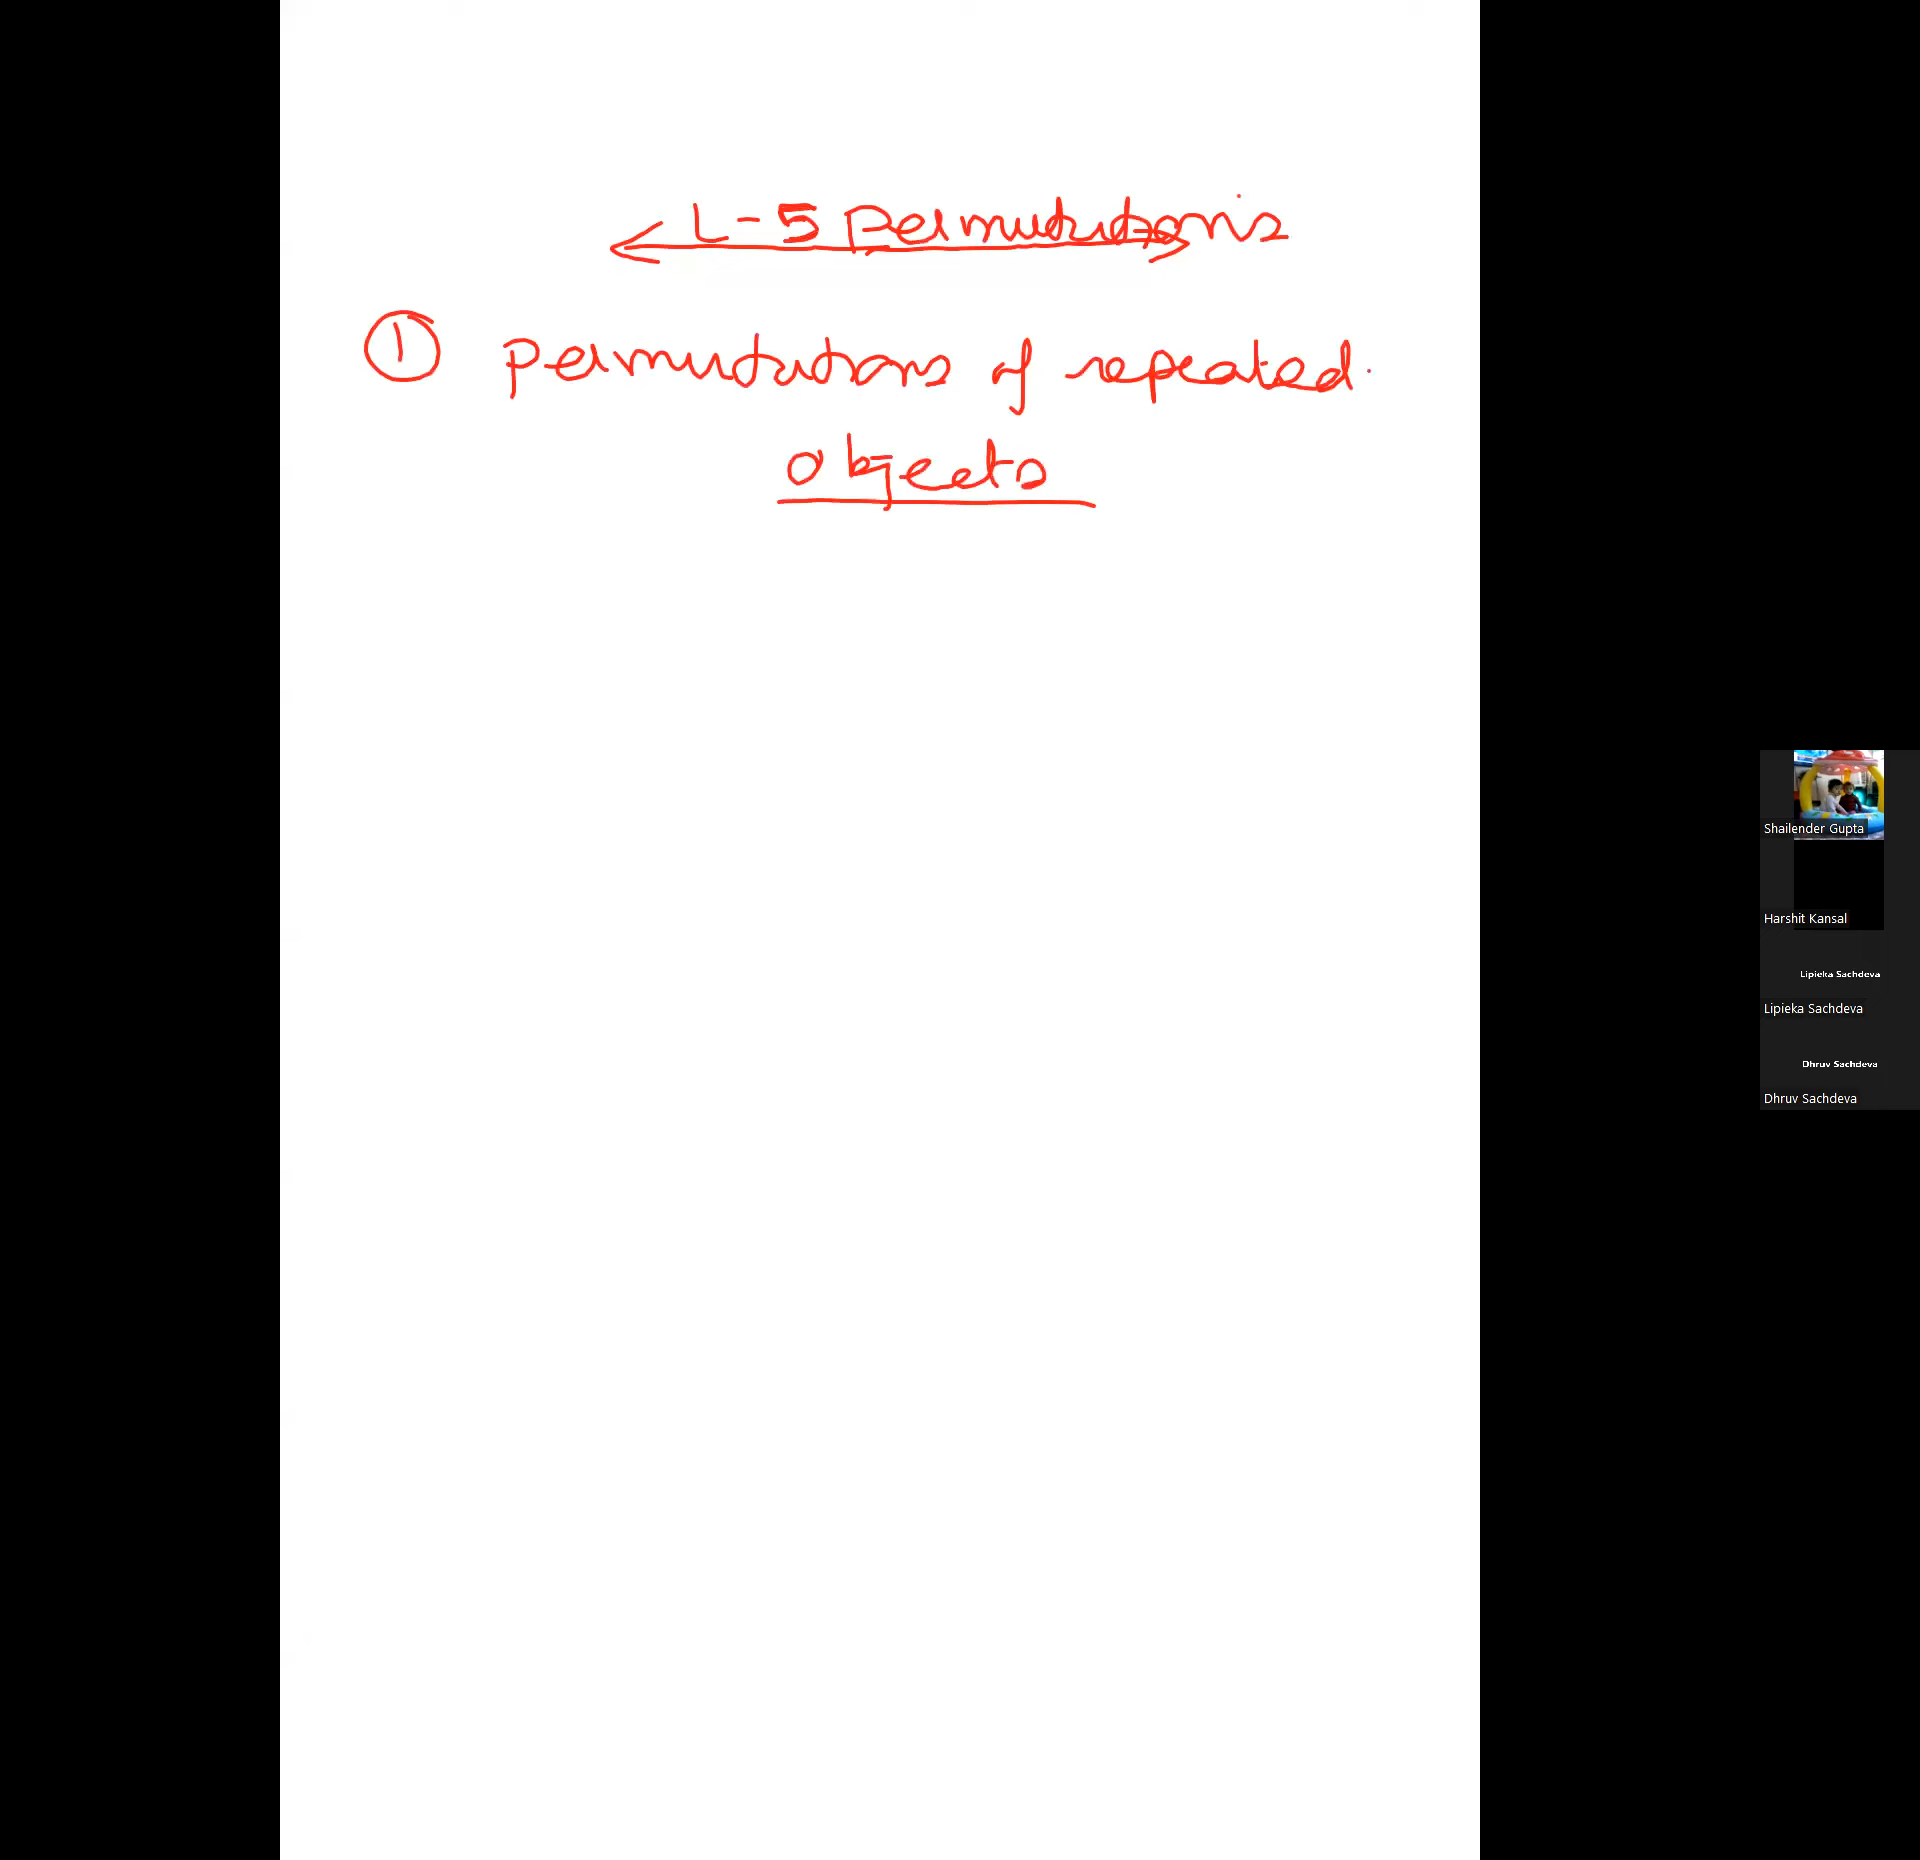 L-5 Permutations
① Permutations of repeated
objects
Shailender Gupta
Harshit Kansal
Lipieka Sachdeva
Lipieka Sachdeva
Dhruv Sachdeva
Dhruv Sachdeva